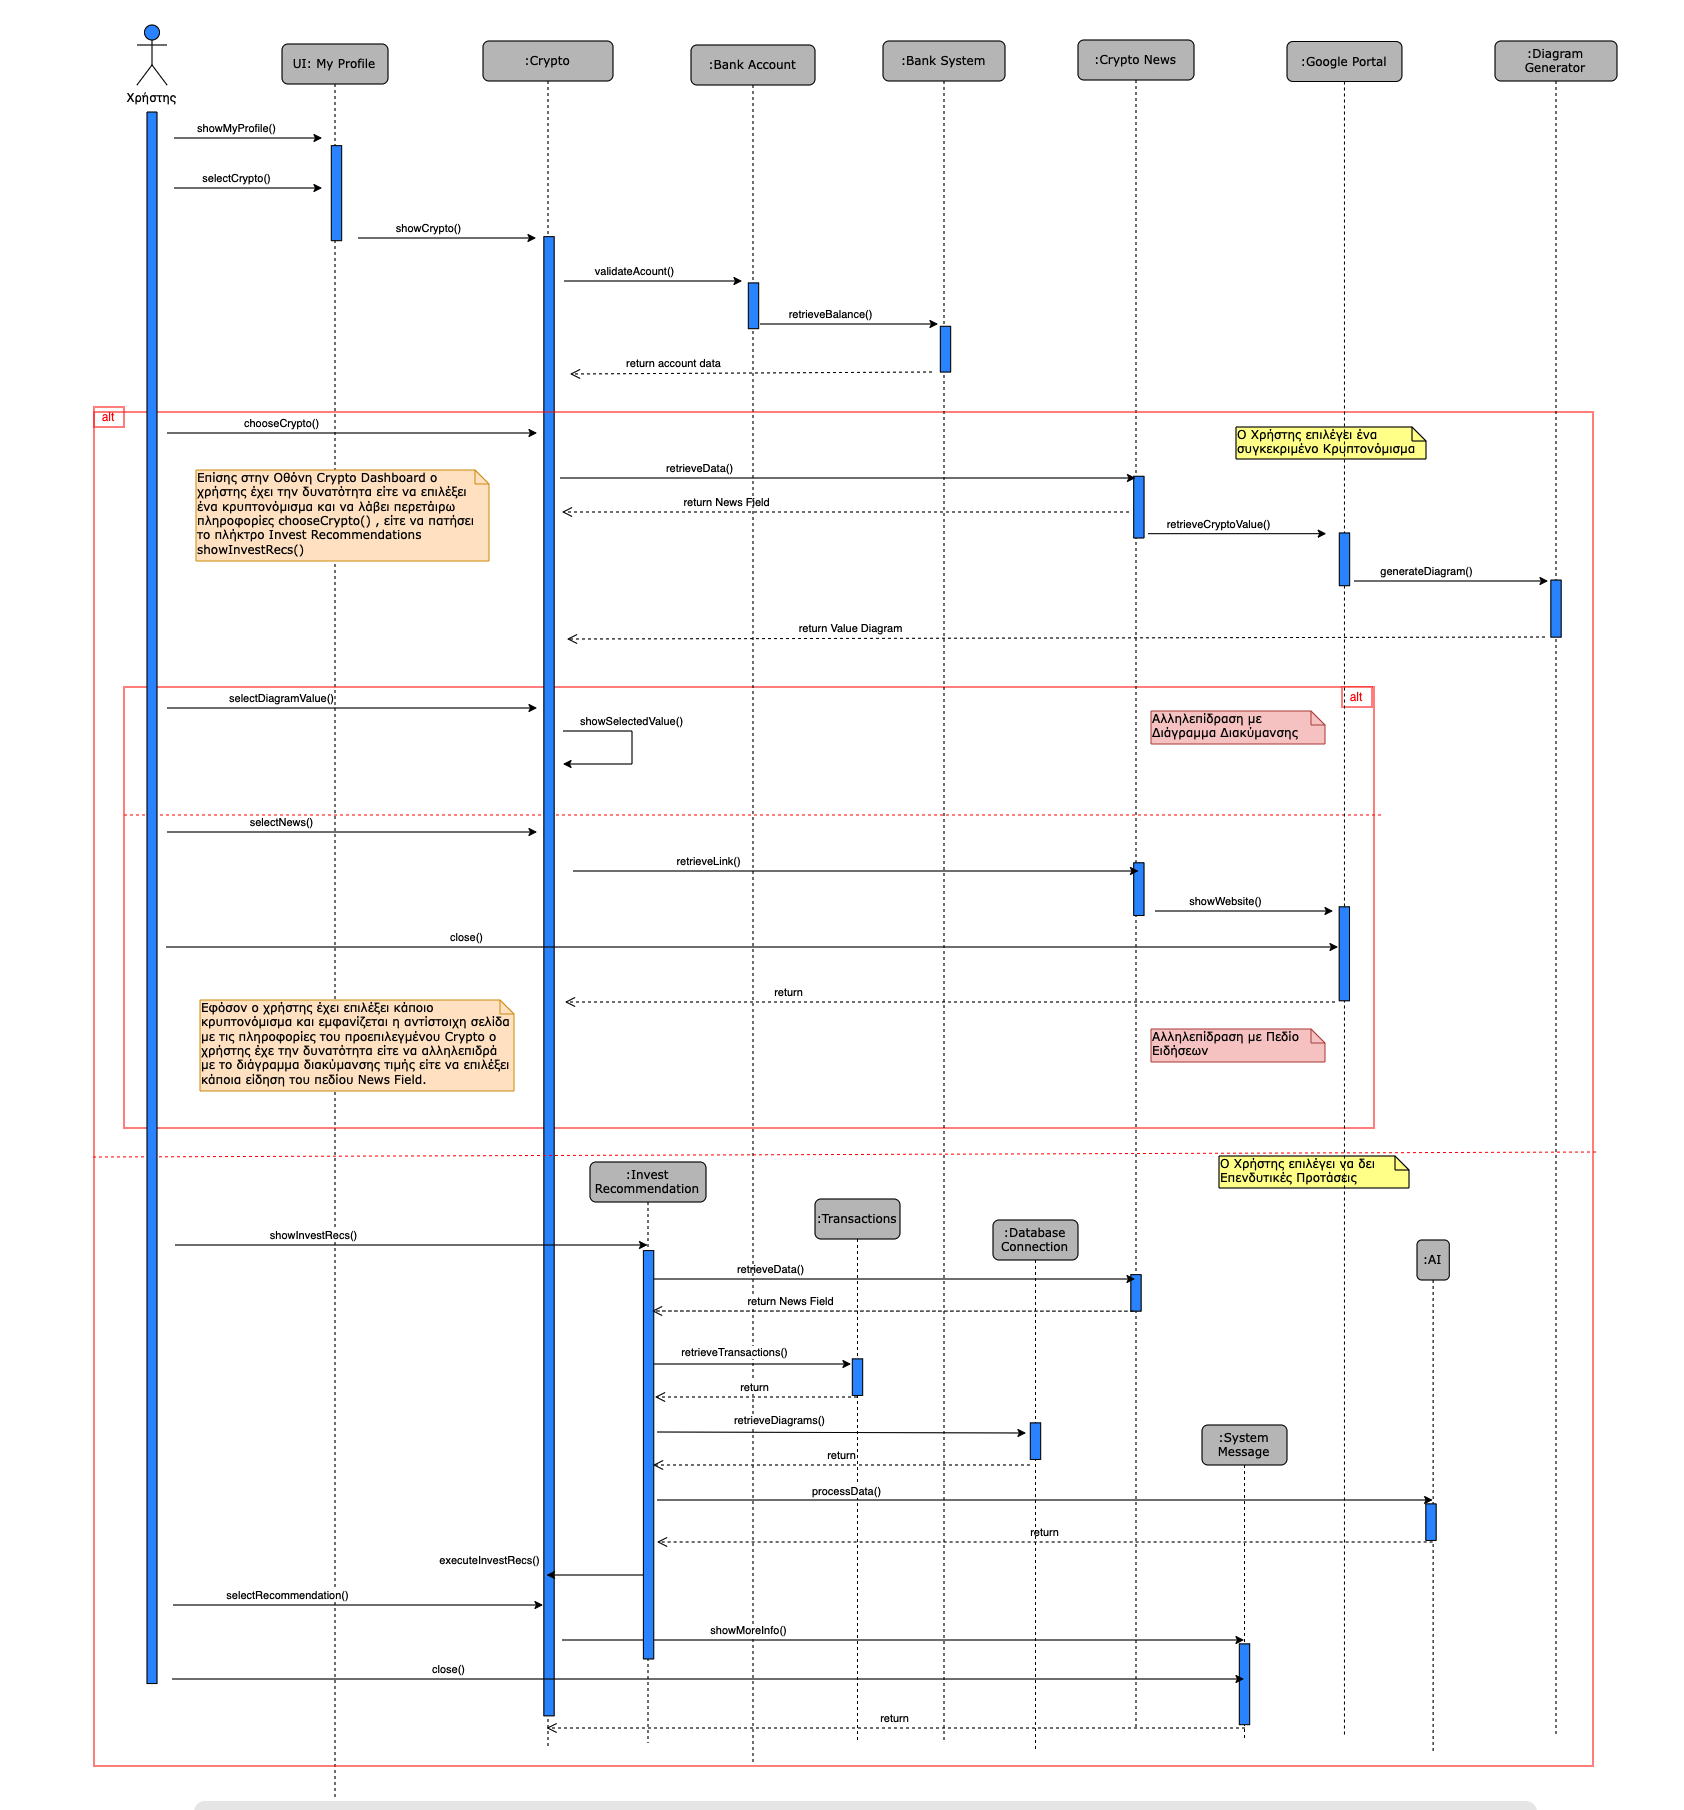 Χρήστης
UI: My Profile
:Crypto
:Bank Account
:Bank System
:Crypto News
:Google Portal
:Diagram
Generator
showMyProfile()
selectCrypto()
showCrypto()
validateAcount()
retrieveBalance()
return account data
alt
chooseCrypto()
Ο Χρήστης επιλέγει ένα
συγκεκριμένο Κρυπτονόμισμα
retrieveData()
Επίσης στην Οθόνη Crypto Dashboard ο
χρήστης έχει την δυνατότητα είτε να επιλέξει
ένα κρυπτονόμισμα και να λάβει περετάιρω
πληροφορίες chooseCrypto() , είτε να πατήσει
το πλήκτρο Invest Recommendations
showInvestRecs()
return News Field
retrieveCryptoValue()
generateDiagram()
return Value Diagram
alt
selectDiagramValue()
showSelectedValue()
Αλληλεπίδραση με
Διάγραμμα Διακύμανσης
selectNews()
retrieveLink()
showWebsite()
close()
return
Εφόσον ο χρήστης έχει επιλέξει κάποιο
κρυπτονόμισμα και εμφανίζεται η αντίστοιχη σελίδα
με τις πληροφορίες του προεπιλεγμένου Crypto ο
χρήστης έχε την δυνατότητα είτε να αλληλεπιδρά
με το διάγραμμα διακύμανσης τιμής είτε να επιλέξει
κάποια είδηση του πεδίου News Field.
Αλληλεπίδραση με Πεδίο
Ειδήσεων
Ο Χρήστης επιλέγει να δει
Επενδυτικές Προτάσεις
:Invest
Recommendation
:Transactions
:Database
Connection
:AI
showInvestRecs()
retrieveData()
return News Field
retrieveTransactions()
return
retrieveDiagrams()
return
:System
Message
processData()
return
executeInvestRecs()
selectRecommendation()
showMoreInfo()
close()
return